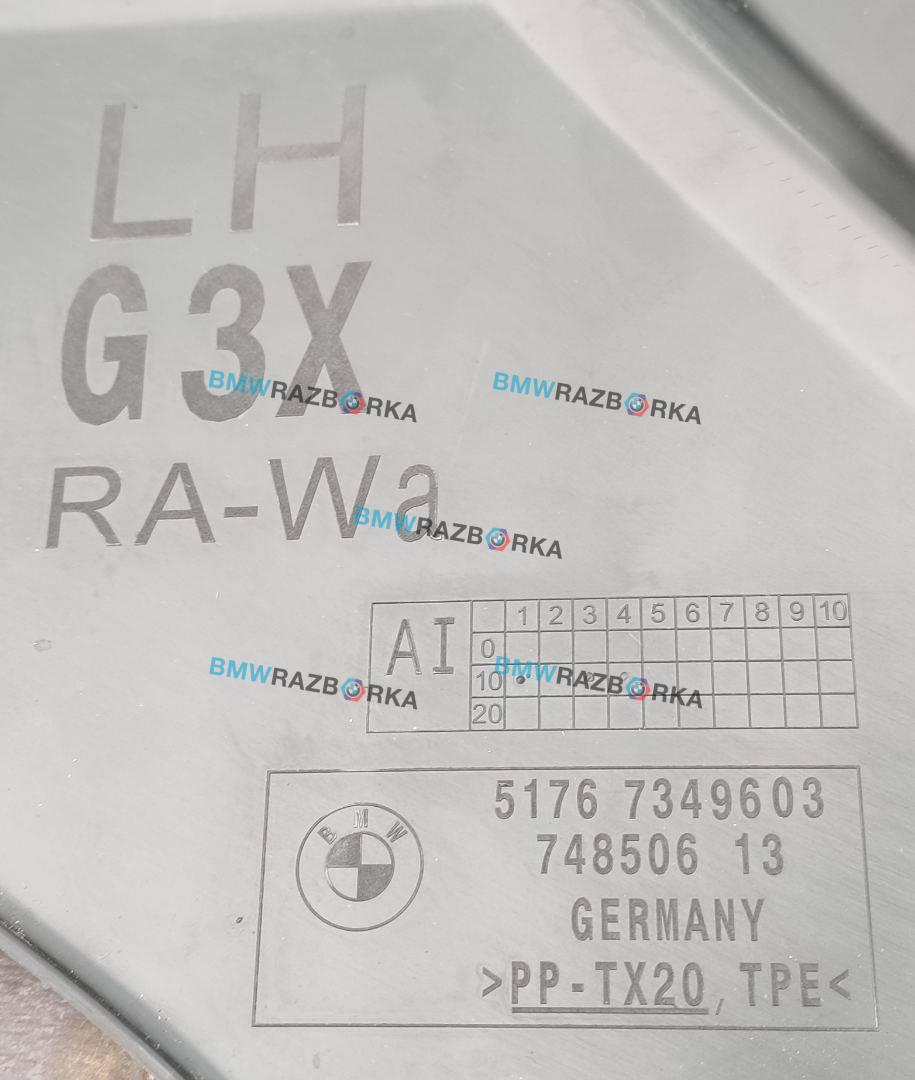 LH
G3X
BMWRAZBORKA
BMWRAZBORKA
RA-Wa
BMWRAZBORKA
AI
1 2 3 4 5 6 7 8 9 10
0
10
20
BMWRAZBORKA
BMWRAZBORKA
BMW
5176 7349603
748506 13
GERMANY
>PP-TX20, TPE<